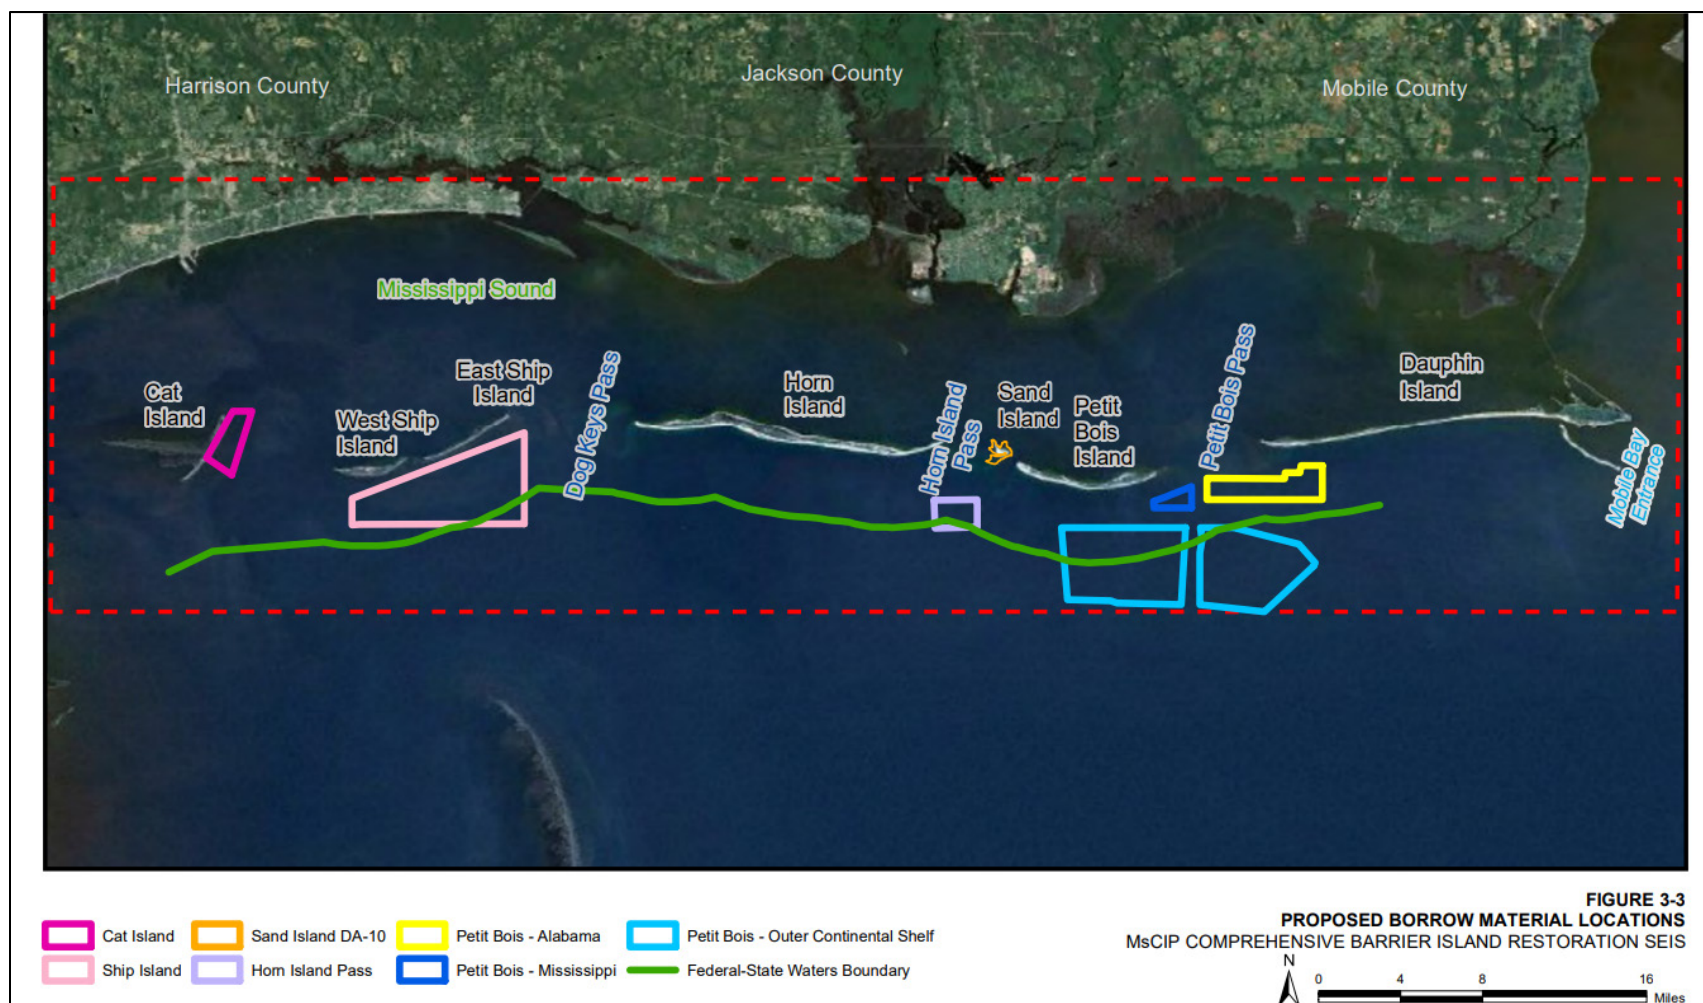 Harrison County
Jackson County
Mobile County
Mississippi Sound
Cat
Island
West Ship
Island
East Ship
Island
Dog Keys Pass
Horn
Island
Horn Island
Pass
Sand
Island
Petit
Bois
Island
Petit Bois Pass
Dauphin
Island
Mobile Bay
Entrance
FIGURE 3-3
PROPOSED BORROW MATERIAL LOCATIONS
MsCIP COMPREHENSIVE BARRIER ISLAND RESTORATION SEIS
Cat Island
Sand Island DA-10
Petit Bois - Alabama
Petit Bois - Outer Continental Shelf
Ship Island
Horn Island Pass
Petit Bois - Mississippi
Federal-State Waters Boundary
N
0 4 8 16
Miles